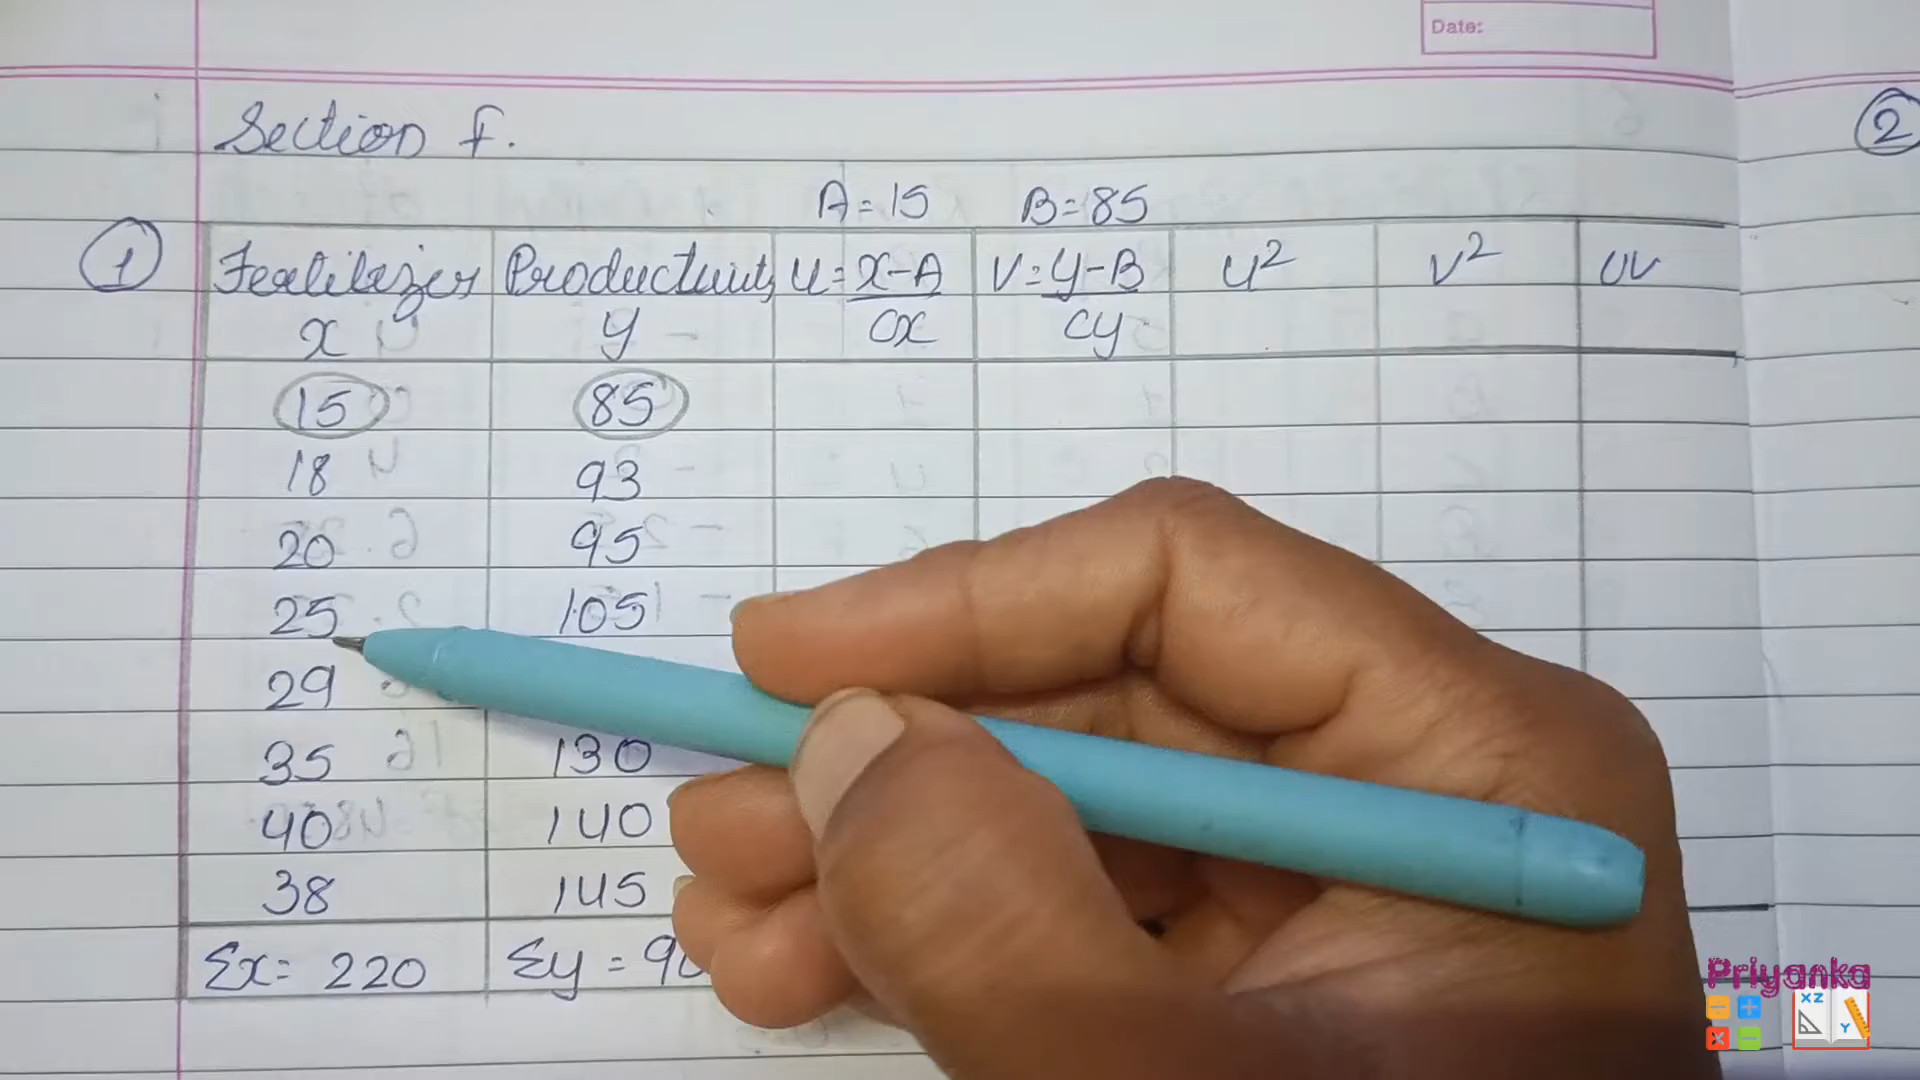 Date:
Section F.
2
A=15 B=85
1 Fertilizer Productivity U=x-A V=y-B U² V² UV
x y Cx Cy
15 85
18 93
20 95
25 105
29
35 130
40 140
38 145
Σx= 220 Σy = 9
Priyanka
XZ
Y